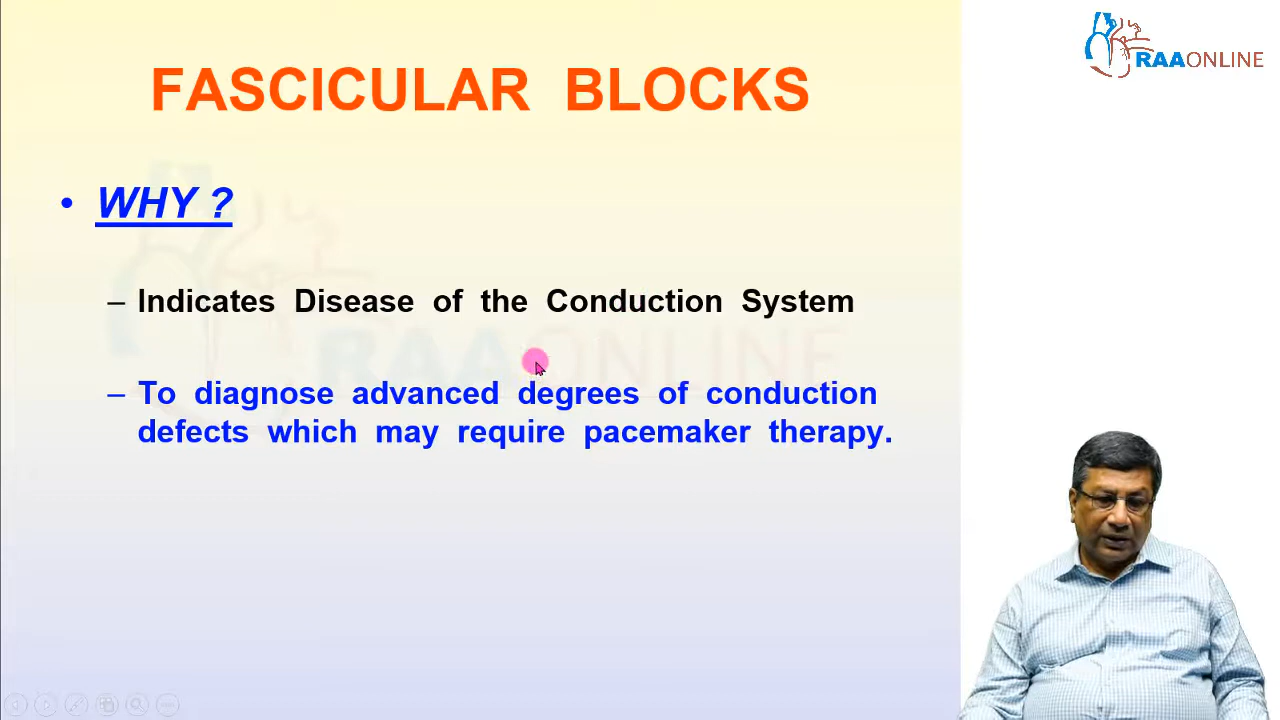 RAAONLINE
FASCICULAR BLOCKS
• WHY ?
– Indicates Disease of the Conduction System
RAAONLINE
– To diagnose advanced degrees of conduction
defects which may require pacemaker therapy.